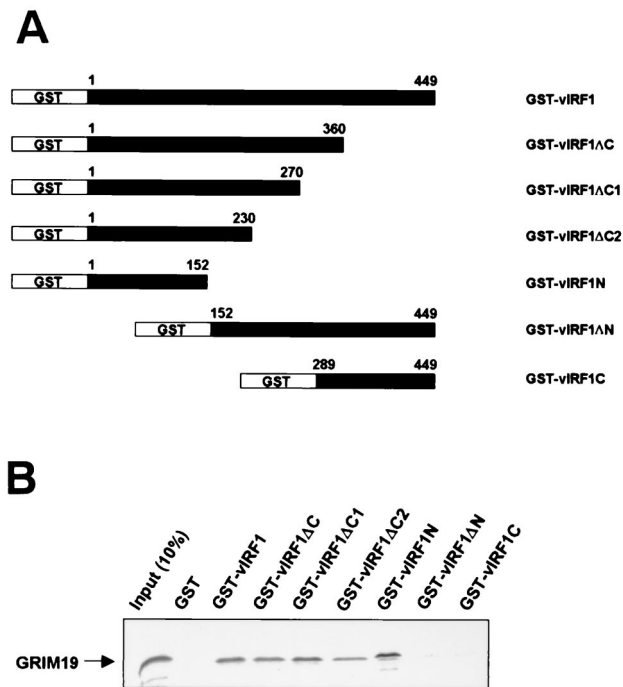 A
1 449
GST GST-vIRF1
1 360
GST GST-vIRF1ΛC
1 270
GST GST-vIRF1ΔC1
1 230
GST GST-vIRF1ΔC2
1 152
GST GST-vIRF1N
152 449
GST GST-vIRF1ΔN
289 449
GST GST-vIRF1C
B
Input (10%)
GST
GST-vIRF1
GST-vIRF1ΔC
GST-vIRF1ΔC1
GST-vIRF1ΔC2
GST-vIRF1N
GST-vIRF1ΔN
GST-vIRF1C
GRIM19